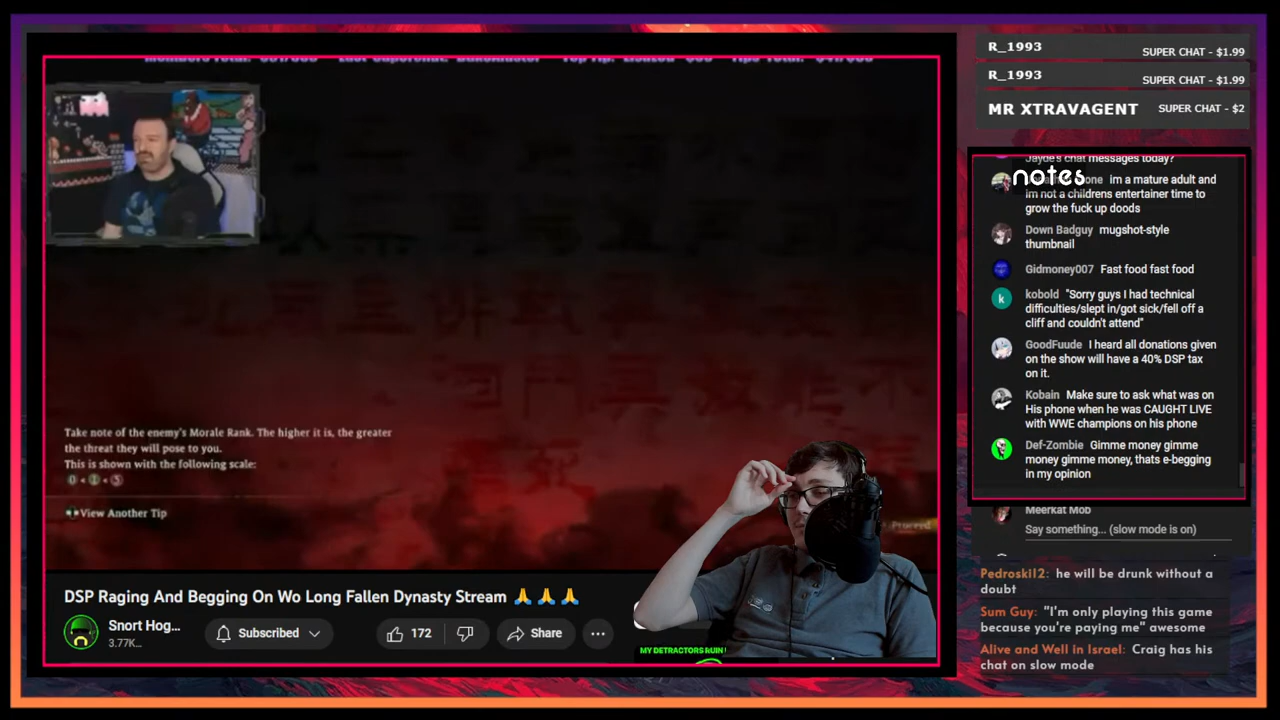 Take note of the enemy's Morale Rank. The higher it is, the greater
the threat they will pose to you.
This is shown with the following scale:
View Another Tip
Proceed
DSP Raging And Begging On Wo Long Fallen Dynasty Stream 🙏🙏🙏
Snort Hog...
3.77K...
Subscribed
172
Share
MY DETRACTORS RUIN!
R_1993
SUPER CHAT - $1.99
R_1993
SUPER CHAT - $1.99
MR XTRAVAGENT
SUPER CHAT - $2
Jayde's chat messages today?
notes
im a mature adult and
im not a childrens entertainer time to
grow the fuck up doods
Down Badguy mugshot-style
thumbnail
Gidmoney007 Fast food fast food
kobold "Sorry guys I had technical
difficulties/slept in/got sick/fell off a
cliff and couldn't attend"
GoodFuude I heard all donations given
on the show will have a 40% DSP tax
on it.
Kobain Make sure to ask what was on
His phone when he was CAUGHT LIVE
with WWE champions on his phone
Def-Zombie Gimme money gimme
money gimme money, thats e-begging
in my opinion
Meerkat Mob
Say something... (slow mode is on)
Pedroski12: he will be drunk without a
doubt
Sum Guy: "I'm only playing this game
because you're paying me" awesome
Alive and Well in Israel: Craig has his
chat on slow mode